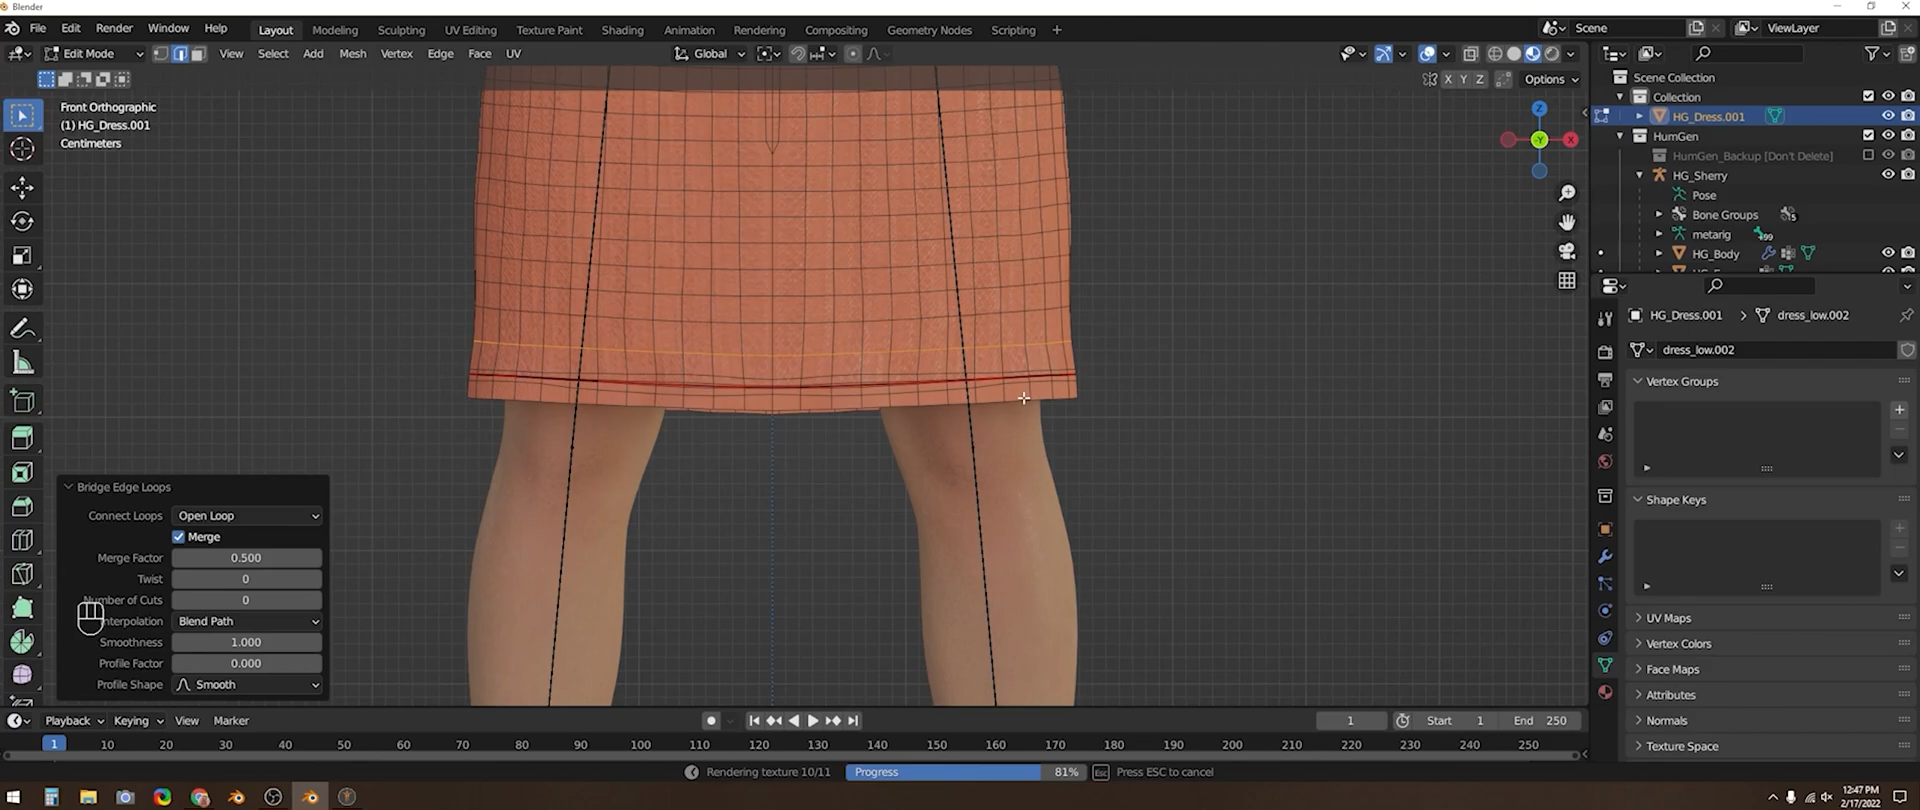 Blender
File Edit Render Window Help Layout Modeling Sculpting UV Editing Texture Paint Shading Animation Rendering Compositing Geometry Nodes Scripting + Scene ViewLayer
Edit Mode View Select Add Mesh Vertex Edge Face UV Global
X Y Z Options
Scene Collection
Collection
HG_Dress.001
HumGen
HumGen_Backup [Don't Delete]
HG_Sherry
Pose
Bone Groups 15
metarig 99
HG_Body
Front Orthographic
(1) HG_Dress.001
Centimeters
Z
Y
X
HG_Dress.001 > dress_low.002
dress_low.002
Vertex Groups
Shape Keys
UV Maps
Vertex Colors
Face Maps
Attributes
Normals
Texture Space
Bridge Edge Loops
Connect Loops Open Loop
Merge
Merge Factor 0.500
Twist 0
Number of Cuts 0
Interpolation Blend Path
Smoothness 1.000
Profile Factor 0.000
Profile Shape Smooth
Playback Keying View Marker 1 Start 1 End 250
1 10 20 30 40 50 60 70 80 90 100 110 120 130 140 150 160 170 180 190 200 210 220 230 240 250
Rendering texture 10/11 Progress 81% Esc Press ESC to cancel
12:47 PM
2/17/2022